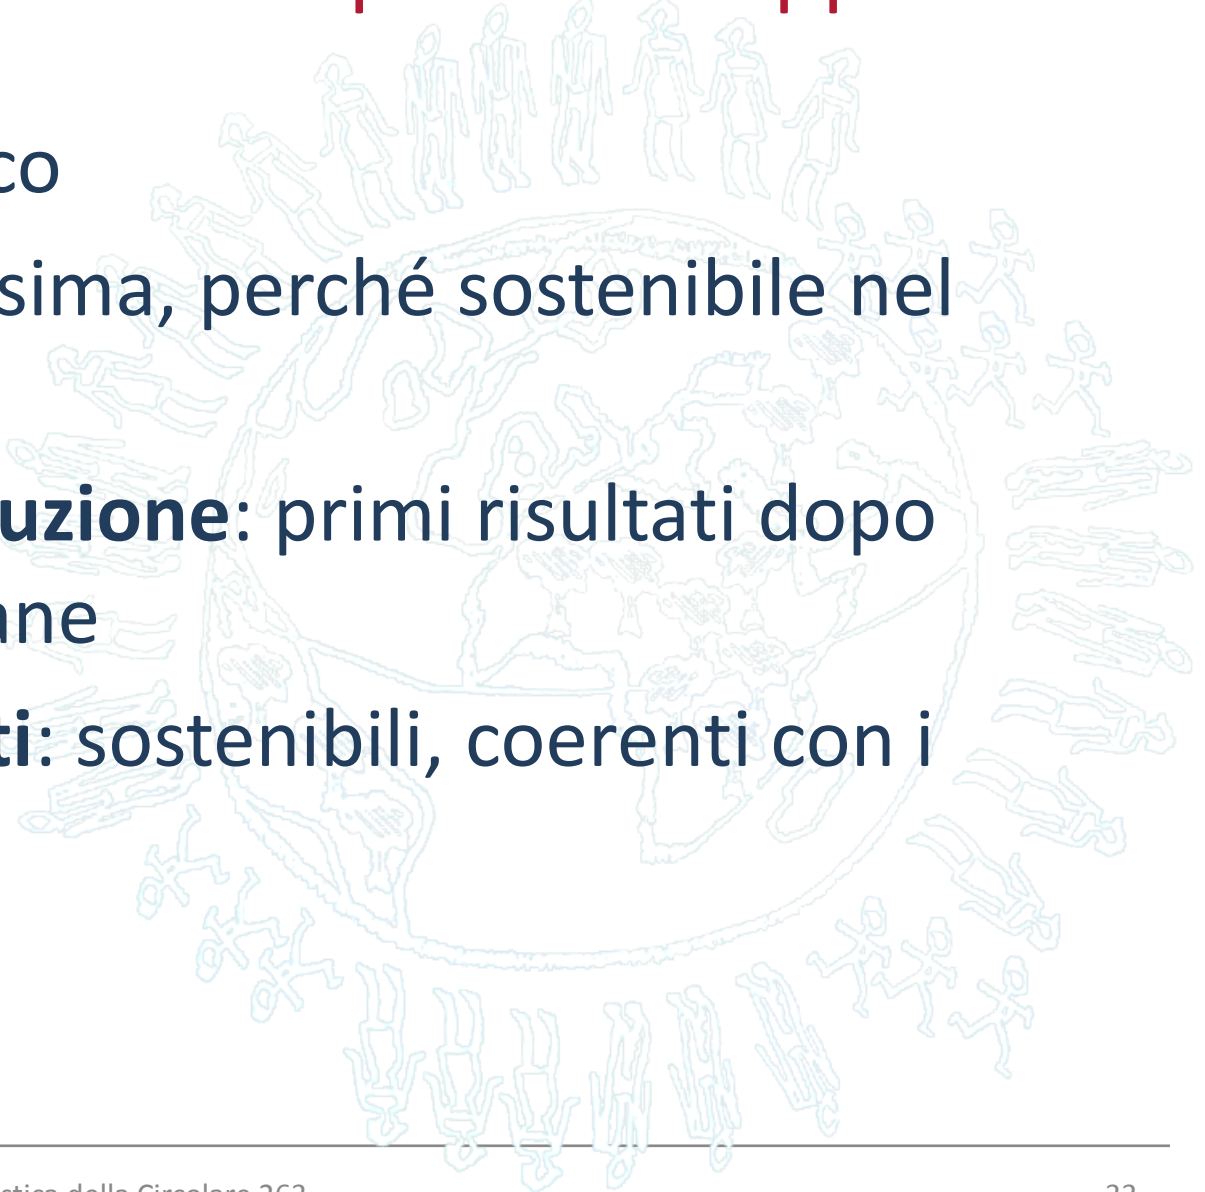 co
sima, perché sostenibile nel
uzione: primi risultati dopo
ane
ti: sostenibili, coerenti con i